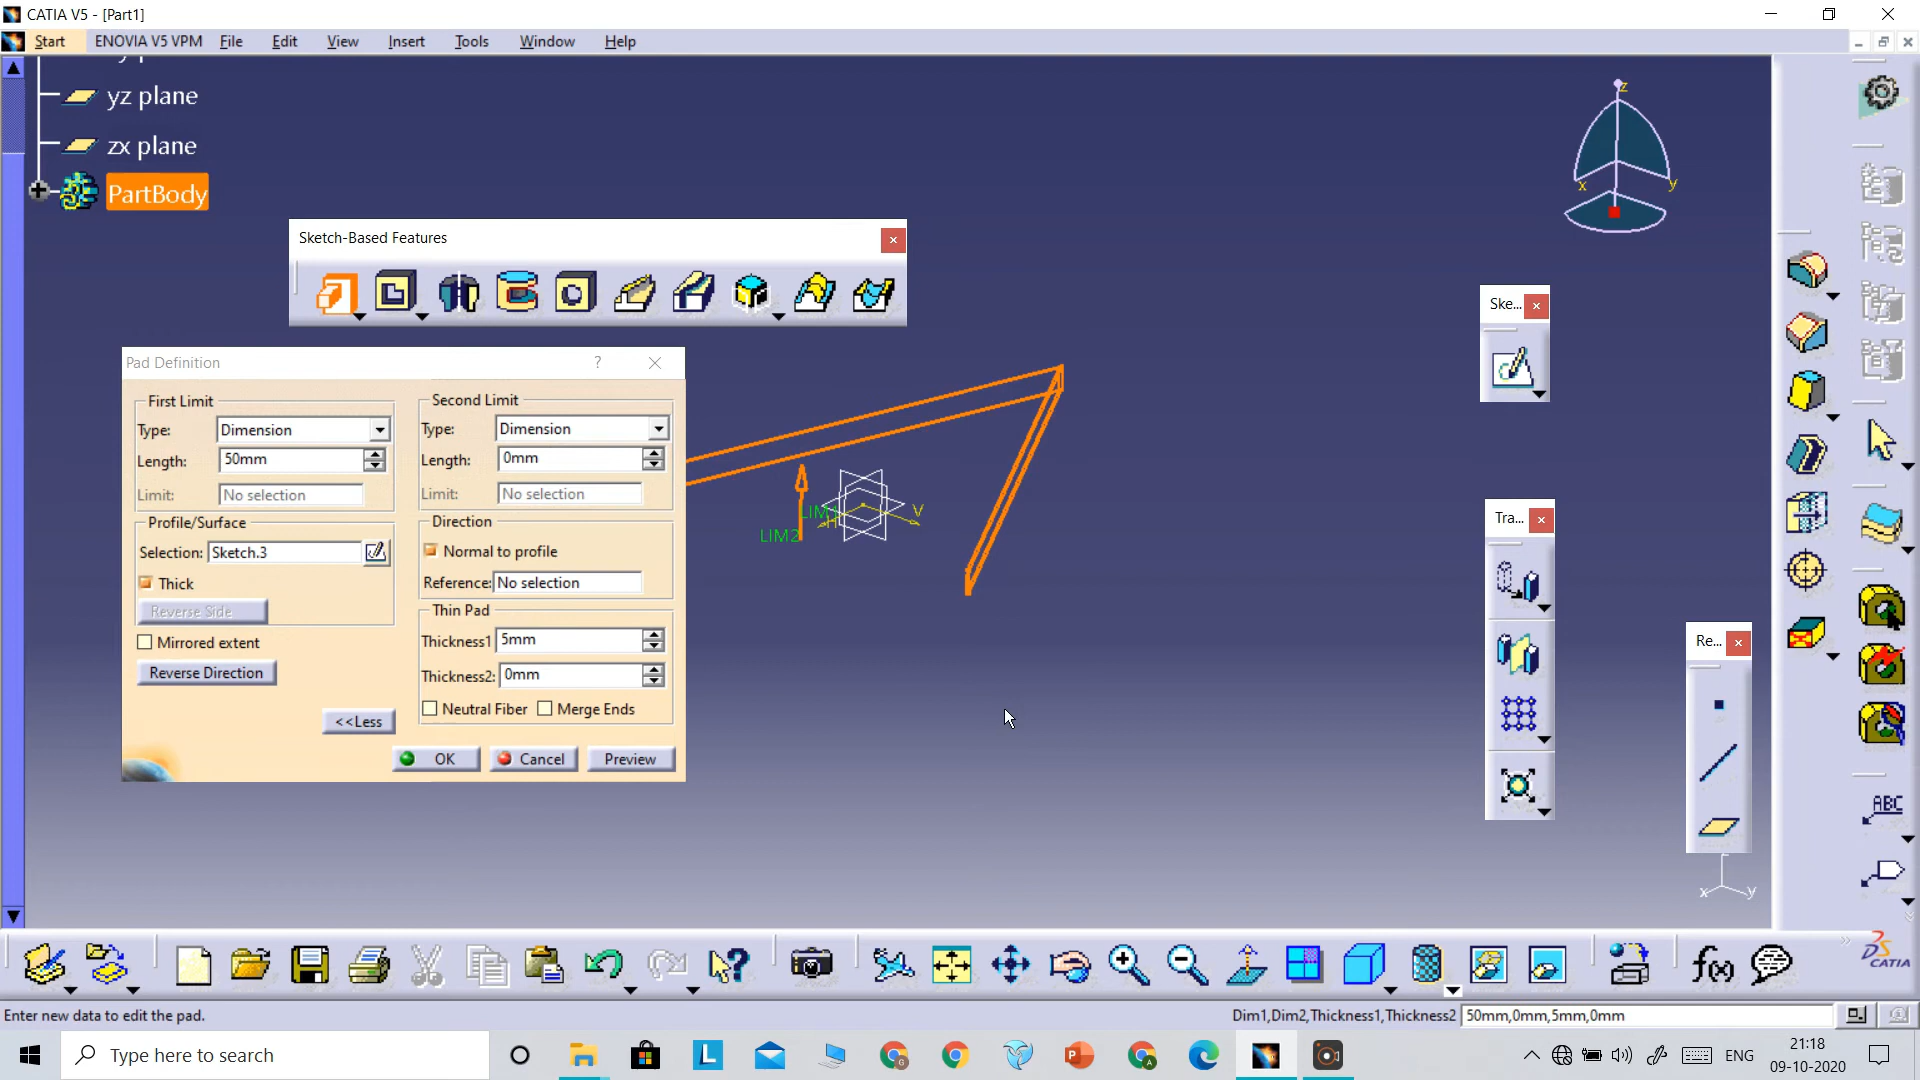 CATIA V5 - [Part1]
Start ENOVIA V5 VPM File Edit View Insert Tools Window Help
yz plane
zx plane
PartBody
Sketch-Based Features
Pad Definition
?
First Limit
Type: Dimension
Length: 50mm
Limit: No selection
Profile/Surface
Selection: Sketch.3
Thick
Reverse Side
Mirrored extent
Reverse Direction
<<Less
Second Limit
Type: Dimension
Length: 0mm
Limit: No selection
Direction
Normal to profile
Reference: No selection
Thin Pad
Thickness1 5mm
Thickness2: 0mm
Neutral Fiber Merge Ends
OK Cancel Preview
LIM2
H
V
z
x
y
Ske...
Tra...
Re...
ABC
x y
f(x)
CATIA
Enter new data to edit the pad.
Dim1,Dim2,Thickness1,Thickness2 50mm,0mm,5mm,0mm
Type here to search
ENG
21:18
09-10-2020